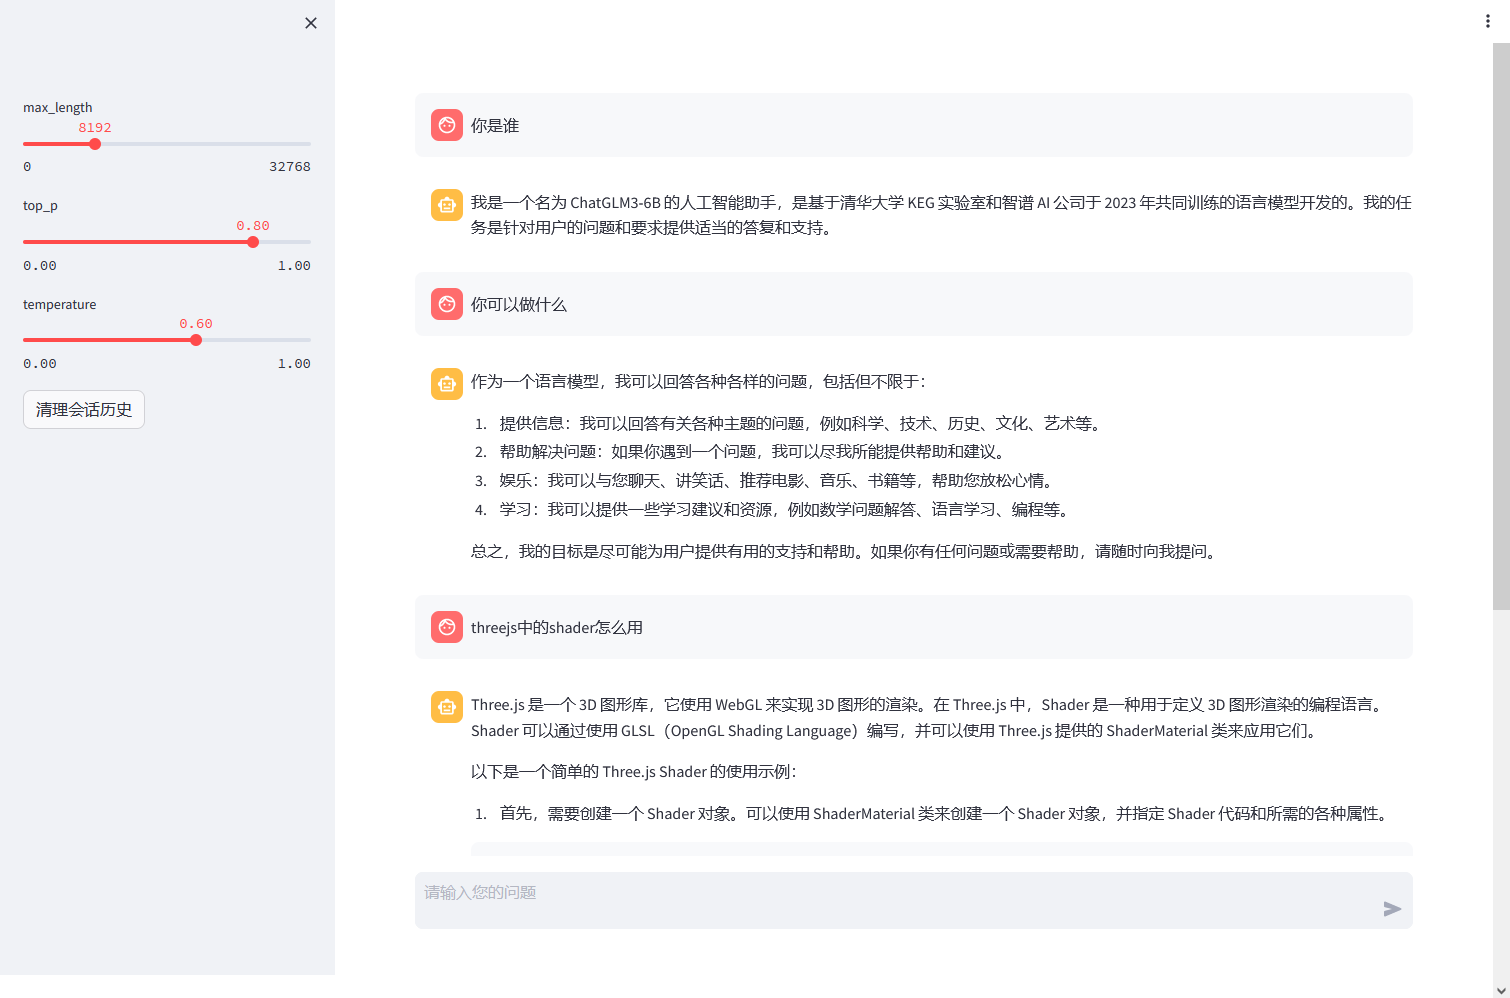 max_length
8192
0 32768
top_p
0.80
0.00 1.00
temperature
0.60
0.00 1.00
清理会话历史
你是谁
我是一个名为 ChatGLM3-6B 的人工智能助手，是基于清华大学 KEG 实验室和智谱 AI 公司于 2023 年共同训练的语言模型开发的。我的任
务是针对用户的问题和要求提供适当的答复和支持。
你可以做什么
作为一个语言模型，我可以回答各种各样的问题，包括但不限于：
1. 提供信息：我可以回答有关各种主题的问题，例如科学、技术、历史、文化、艺术等。
2. 帮助解决问题：如果你遇到一个问题，我可以尽我所能提供帮助和建议。
3. 娱乐：我可以与您聊天、讲笑话、推荐电影、音乐、书籍等，帮助您放松心情。
4. 学习：我可以提供一些学习建议和资源，例如数学问题解答、语言学习、编程等。
总之，我的目标是尽可能为用户提供有用的支持和帮助。如果你有任何问题或需要帮助，请随时向我提问。
threejs中的shader怎么用
Three.js 是一个 3D 图形库，它使用 WebGL 来实现 3D 图形的渲染。在 Three.js 中，Shader 是一种用于定义 3D 图形渲染的编程语言。
Shader 可以通过使用 GLSL（OpenGL Shading Language）编写，并可以使用 Three.js 提供的 ShaderMaterial 类来应用它们。
以下是一个简单的 Three.js Shader 的使用示例：
1. 首先，需要创建一个 Shader 对象。可以使用 ShaderMaterial 类来创建一个 Shader 对象，并指定 Shader 代码和所需的各种属性。
请输入您的问题